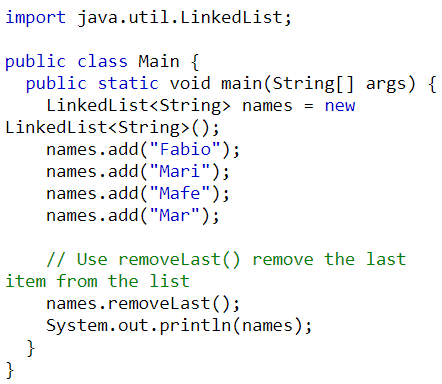 import java.util.LinkedList;

public class Main {
  public static void main(String[] args) {
    LinkedList<String> names = new
LinkedList<String>();
    names.add("Fabio");
    names.add("Mari");
    names.add("Mafe");
    names.add("Mar");

    // Use removeLast() remove the last
item from the list
    names.removeLast();
    System.out.println(names);
  }
}